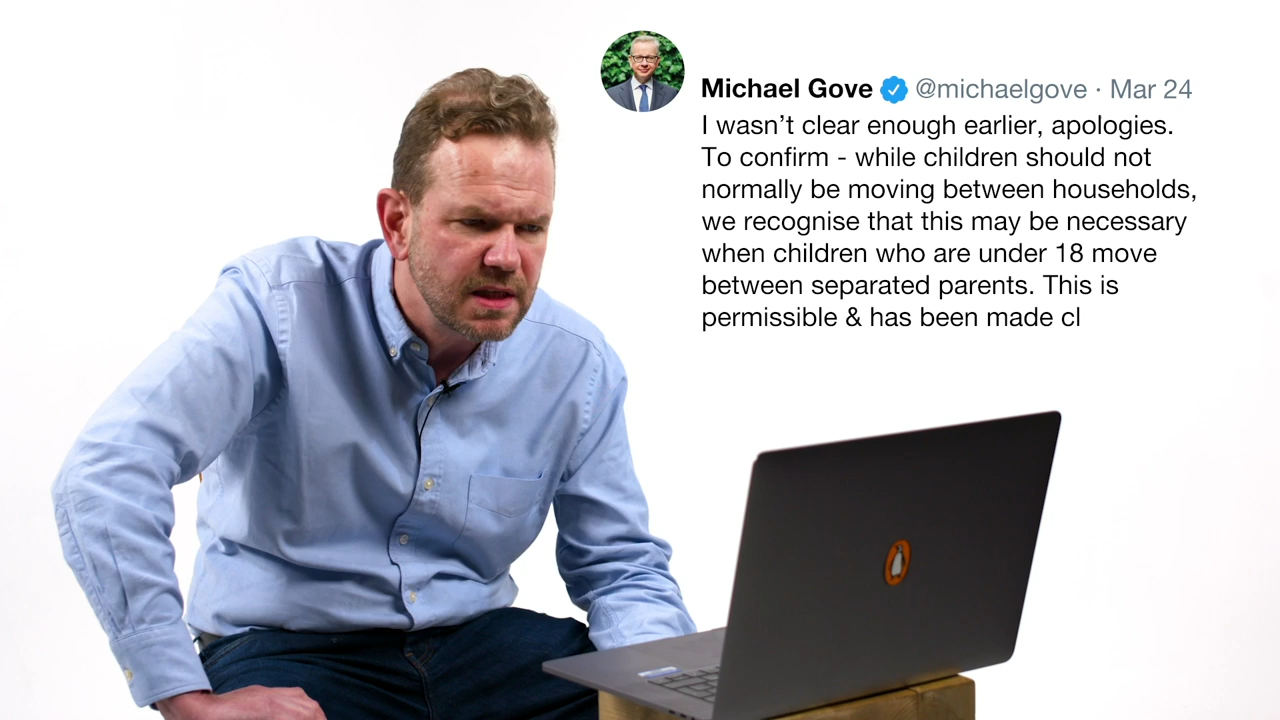 Michael Gove @michaelgove · Mar 24
I wasn’t clear enough earlier, apologies.
To confirm - while children should not
normally be moving between households,
we recognise that this may be necessary
when children who are under 18 move
between separated parents. This is
permissible & has been made cl